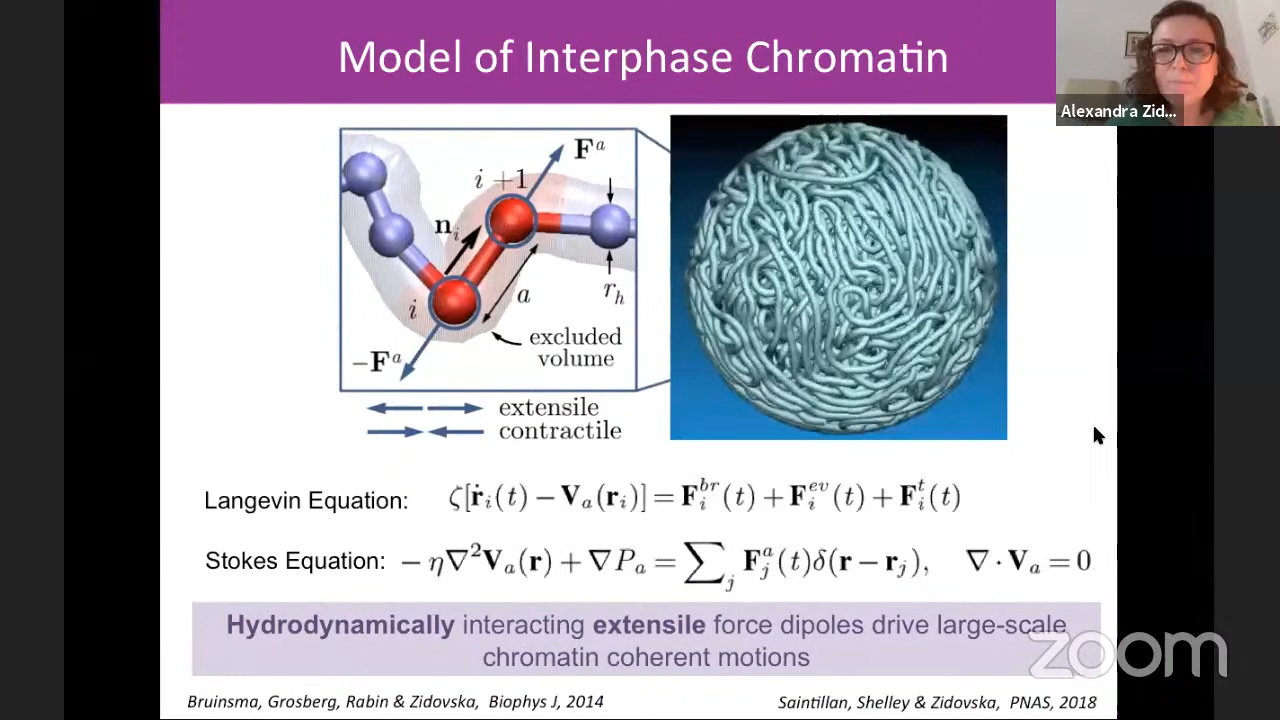 Model of Interphase Chromatin
Alexandra Zid...
F^a
i +1
n_i
a
r_h
i
excluded
volume
−F^a
extensile
contractile
Langevin Equation: ζ[ṙ_i(t) − V_a(r_i)] = F_i^{br}(t) + F_i^{ev}(t) + F_i^t(t)
Stokes Equation: − η∇²V_a(r) + ∇P_a = ∑_j F_j^a(t)δ(r − r_j), ∇ · V_a = 0
Hydrodynamically interacting extensile force dipoles drive large-scale
chromatin coherent motions
zoom
Bruinsma, Grosberg, Rabin & Zidovska, Biophys J, 2014
Saintillan, Shelley & Zidovska, PNAS, 2018